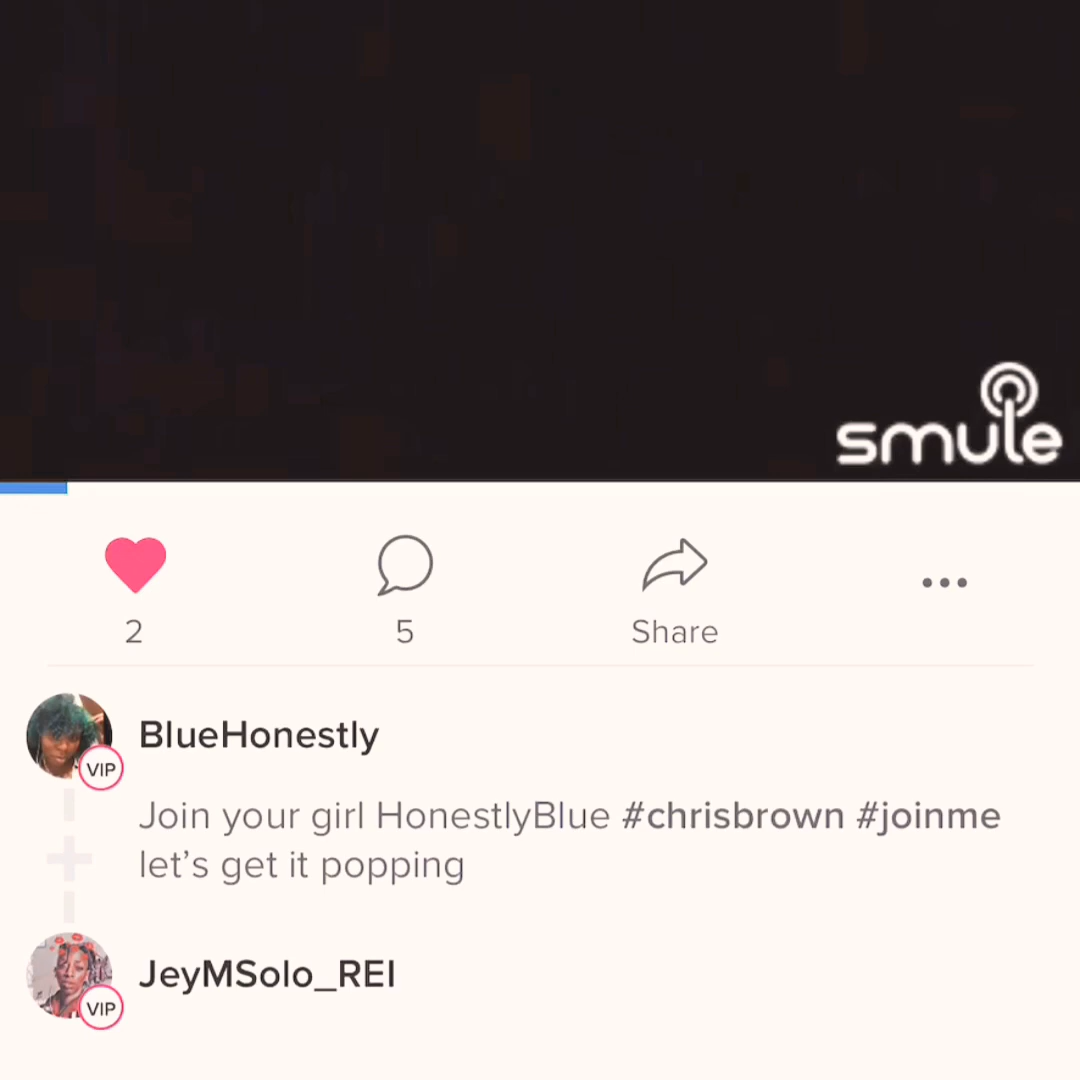 smule
2
5
Share
BlueHonestly
VIP
Join your girl HonestlyBlue #chrisbrown #joinme
let’s get it popping
JeyMSolo_REI
VIP